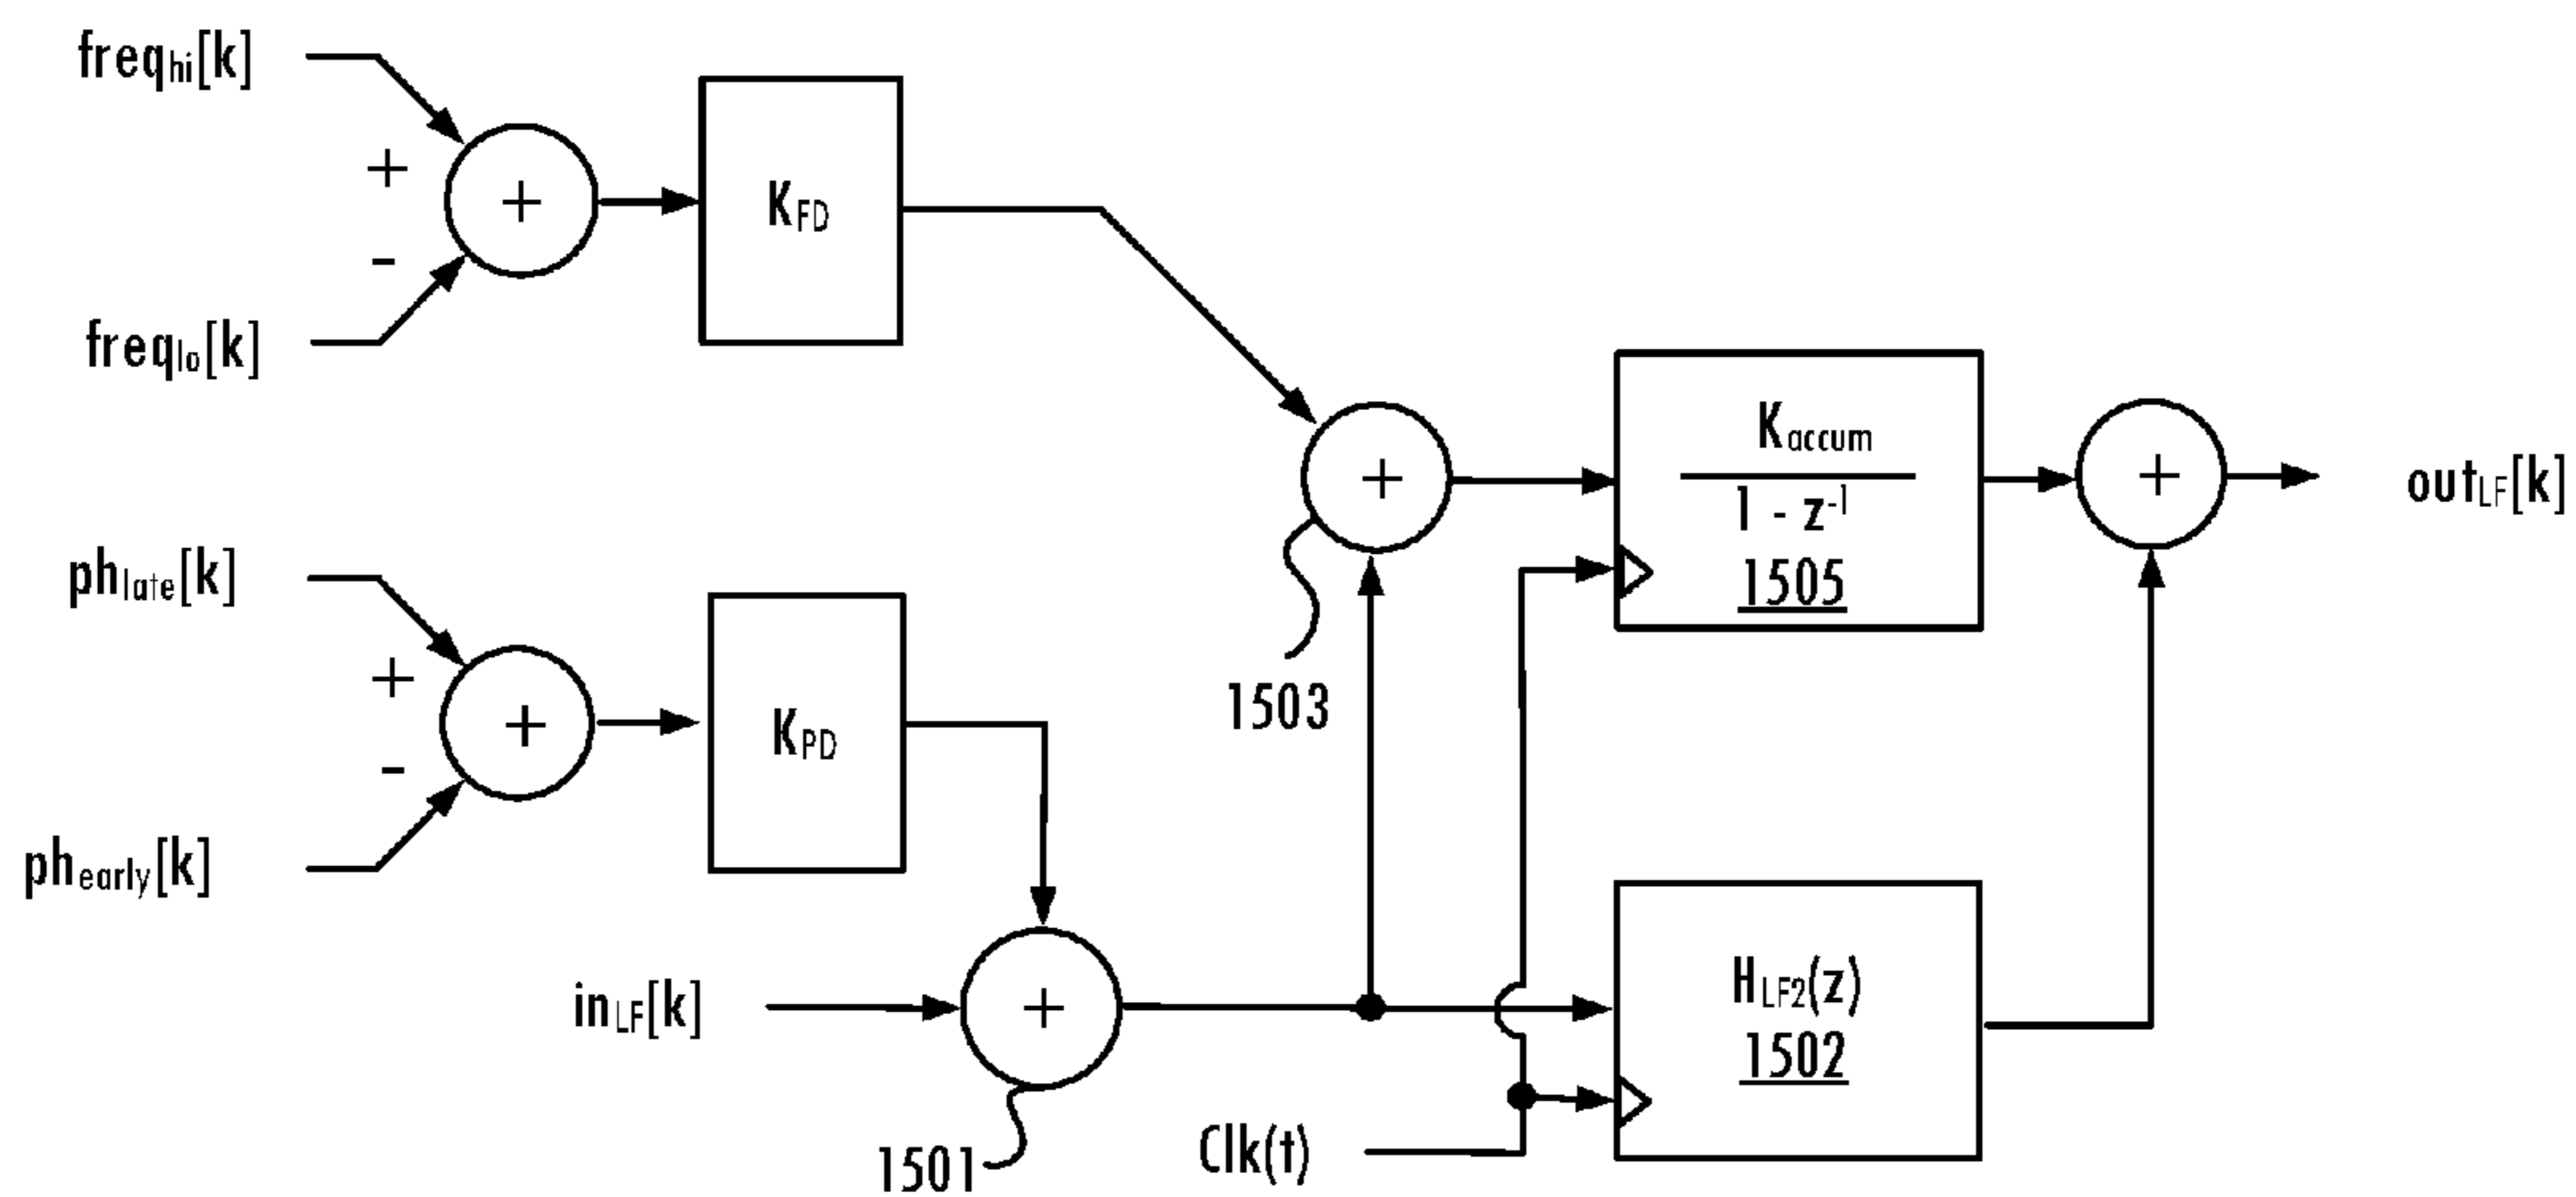 freqhi[k]
+
+
-
freqlo[k]
KFD
phlate[k]
+
+
-
phearly[k]
KPD
inLF[k]
+
1501
+
1503
Kaccum
1 - z-1
1505
+
outLF[k]
HLF2(z)
1502
Clk(t)